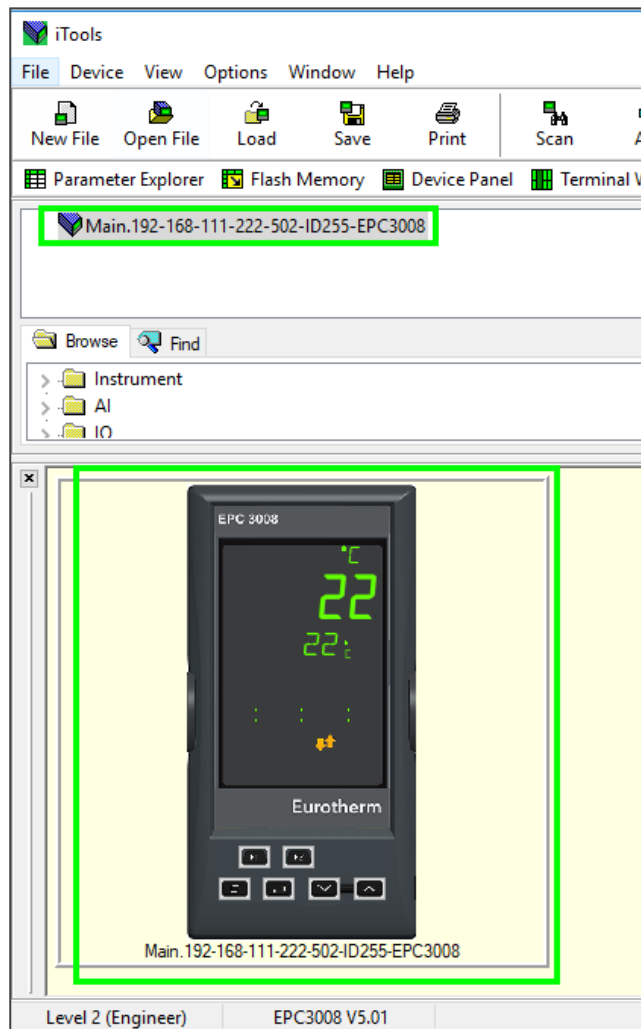 iTools
File Device View Options Window Help
New File Open File Load Save Print Scan
Parameter Explorer Flash Memory Device Panel Terminal
Main.192-168-111-222-502-ID255-EPC3008
Browse Find
Instrument
AI
IO
EPC 3008
°C
22
22°C
: : :
Eurotherm
Main.192-168-111-222-502-ID255-EPC3008
Level 2 (Engineer) EPC3008 V5.01